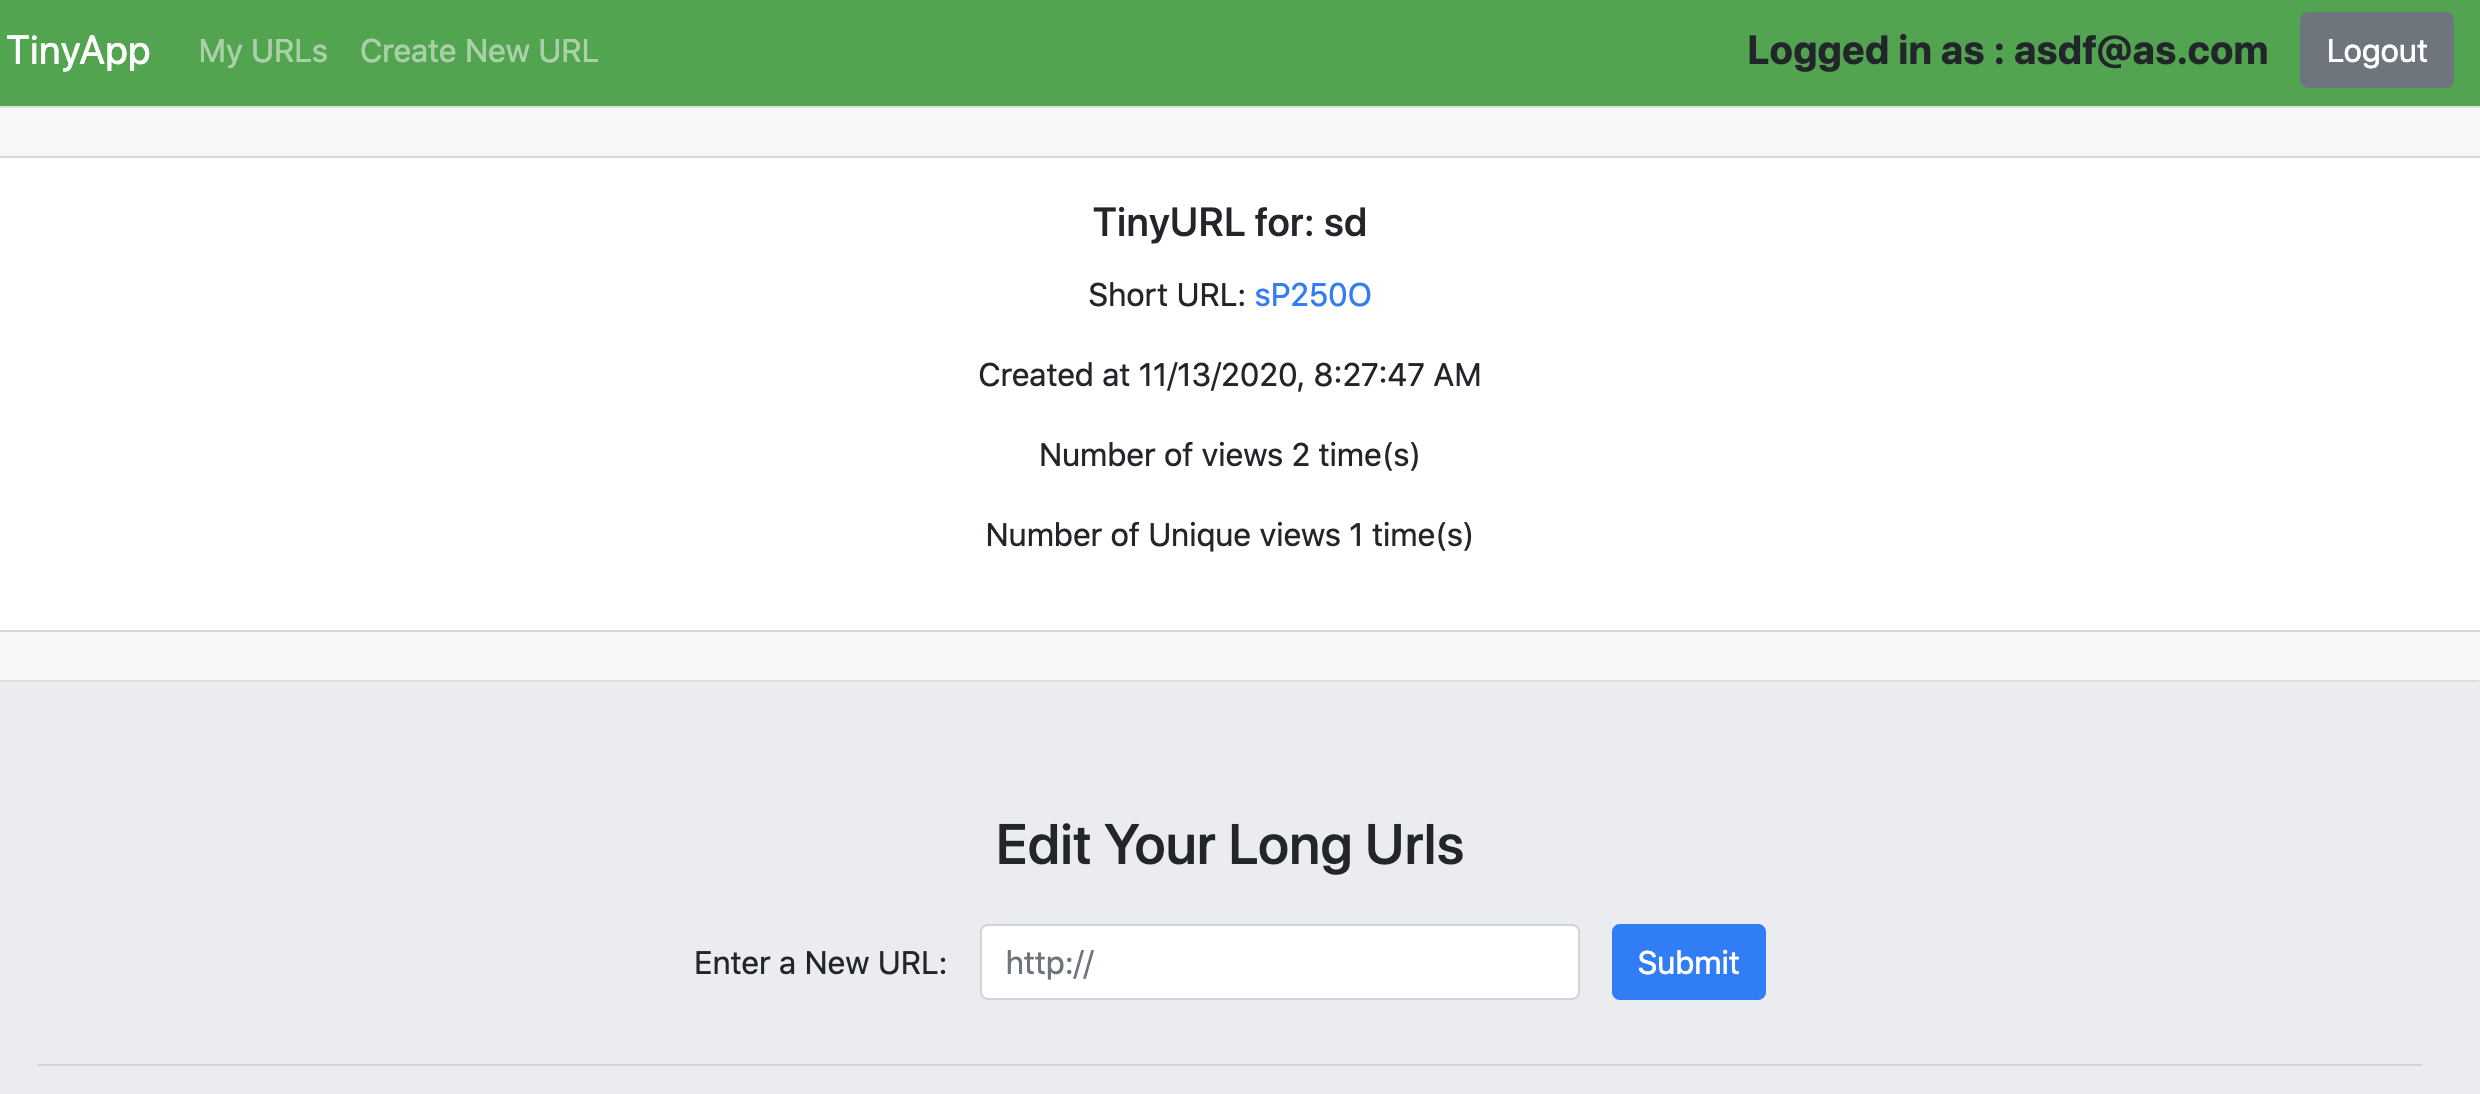 TinyApp My URLs Create New URL Logged in as : asdf@as.com Logout
TinyURL for: sd
Short URL: sP250O
Created at 11/13/2020, 8:27:47 AM
Number of views 2 time(s)
Number of Unique views 1 time(s)
Edit Your Long Urls
Enter a New URL: http:// Submit